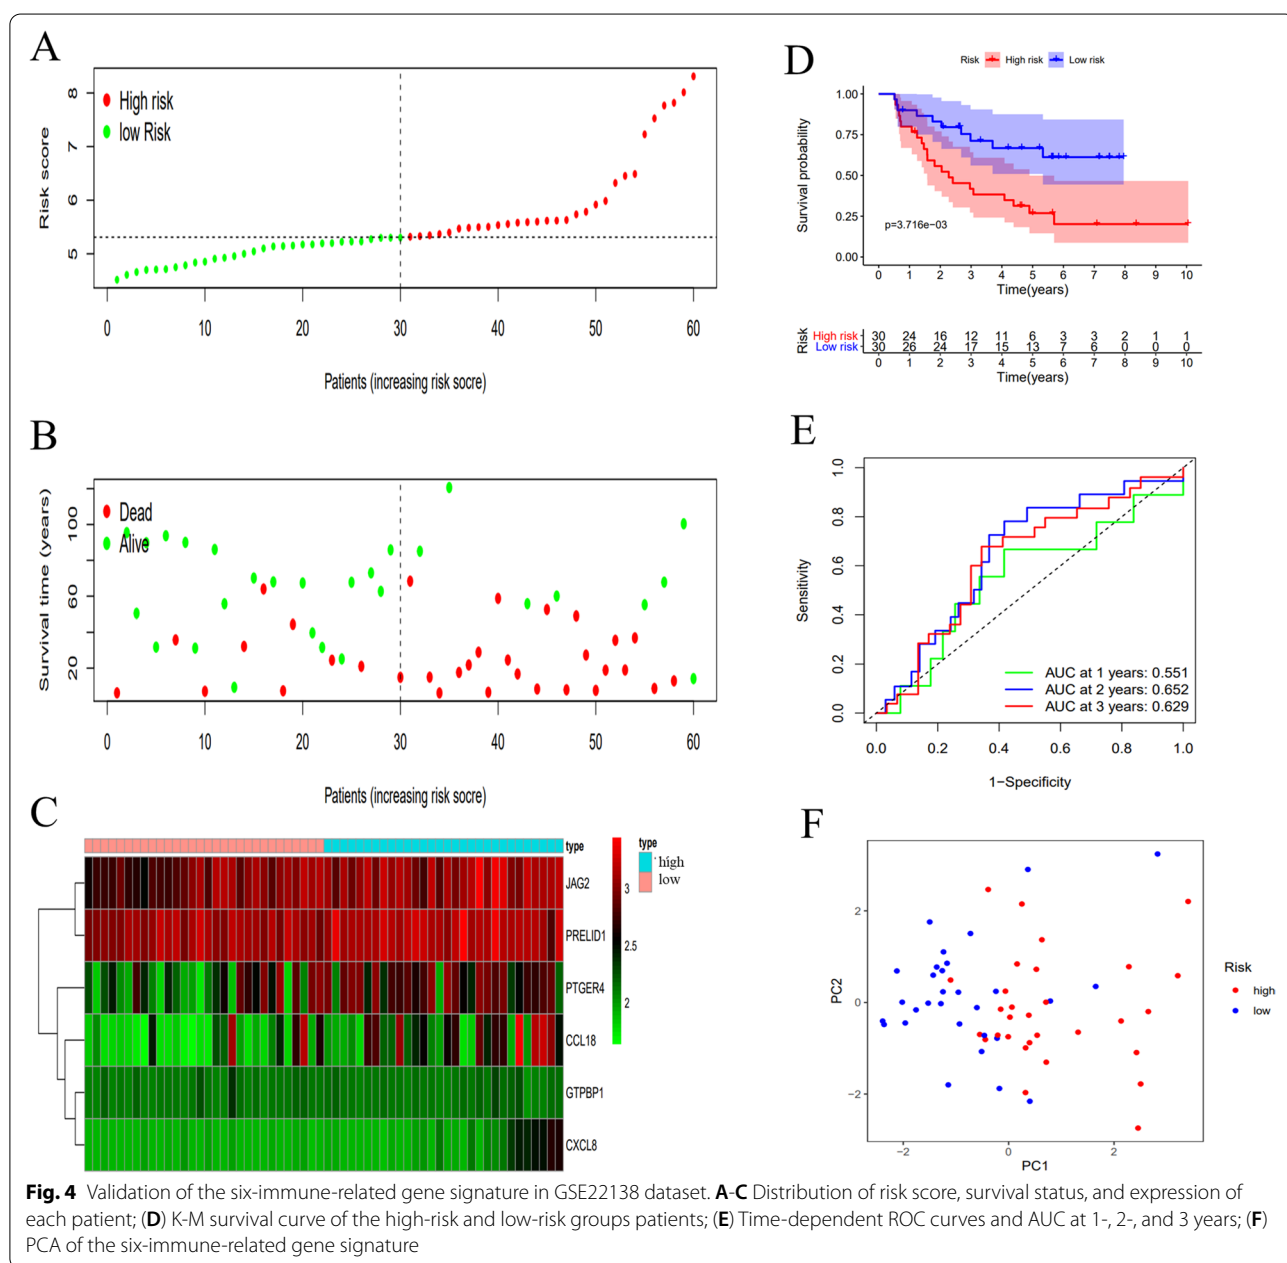 A
High risk
low Risk
Risk score
8
7
6
5
0 10 20 30 40 50 60
Patients (increasing risk socre)
B
Dead
Alive
Survival time (years)
100
60
20
0 10 20 30 40 50 60
Patients (increasing risk socre)
C
type
JAG2
PRELID1
PTGER4
CCL18
GTPBP1
CXCL8
3
2.5
2
type
high
low
D
Risk High risk Low risk
Survival probability
1.00
0.75
0.50
0.25
0.00
p=3.716e−03
0 1 2 3 4 5 6 7 8 9 10
Time(years)
Risk
High risk 30 24 16 12 11 6 3 3 2 1 1
Low risk 30 26 24 17 15 13 7 6 0 0 0
0 1 2 3 4 5 6 7 8 9 10
Time(years)
E
Sensitivity
1.0
0.8
0.6
0.4
0.2
0.0
AUC at 1 years: 0.551
AUC at 2 years: 0.652
AUC at 3 years: 0.629
0.0 0.2 0.4 0.6 0.8 1.0
1−Specificity
F
PC2
2
0
−2
−2 0 2
PC1
Risk
high
low
Fig. 4 Validation of the six-immune-related gene signature in GSE22138 dataset. A-C Distribution of risk score, survival status, and expression of
each patient; (D) K-M survival curve of the high-risk and low-risk groups patients; (E) Time-dependent ROC curves and AUC at 1-, 2-, and 3 years; (F)
PCA of the six-immune-related gene signature